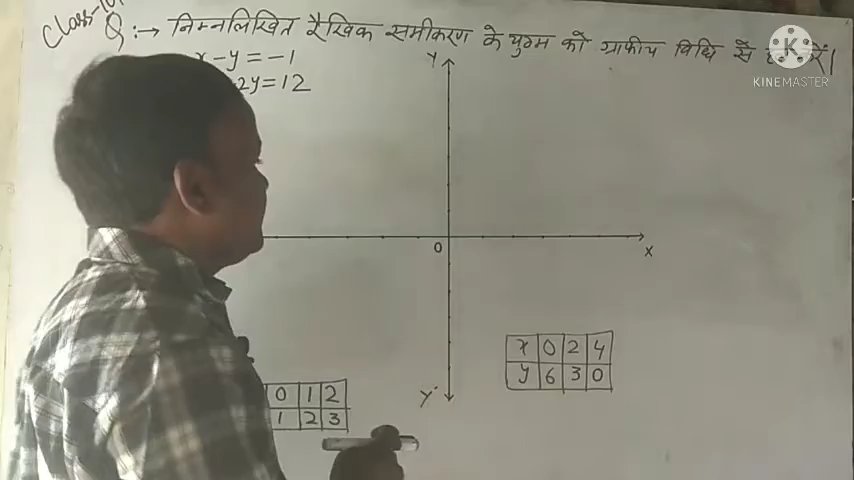 Class-10
Q:→ निम्नलिखित रैखिक समीकरण के युग्म को ग्राफीय विधि से
x-y=-1
2y=12
K
KINEMASTER
Y
O
X
x 0 2 4
y 6 3 0
0 1 2
1 2 3
Y'